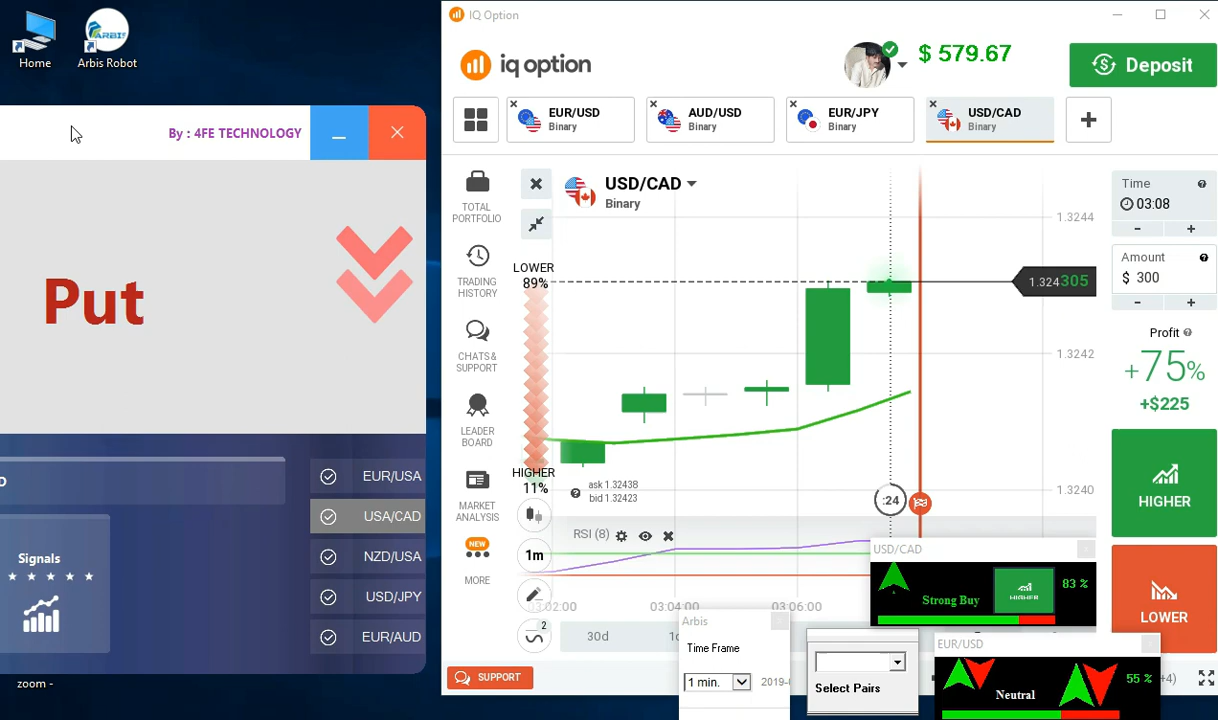 Home
Arbis Robot
By : 4FE TECHNOLOGY
Put
D
Signals
EUR/USA
USA/CAD
NZD/USA
USD/JPY
EUR/AUD
zoom -
IQ Option
iq option
$ 579.67
Deposit
EUR/USD
Binary
AUD/USD
Binary
EUR/JPY
Binary
USD/CAD
Binary
TOTAL
PORTFOLIO
TRADING
HISTORY
CHATS &
SUPPORT
LEADER
BOARD
MARKET
ANALYSIS
NEW
MORE
SUPPORT
USD/CAD
Binary
LOWER
89%
HIGHER
11%
ask 1.32438
bid 1.32423
RSI (8)
1m
2
03:02:00
03:04:00
03:06:00
30d
:24
1.3244
1.324305
1.3242
1.3240
Time
03:08
Amount
$ 300
Profit
+75%
+$225
HIGHER
LOWER
USD/CAD
Strong Buy
HIGHER
83 %
Arbis
Time Frame
1 min.
2019-
Select Pairs
EUR/USD
Neutral
55 %
+4)